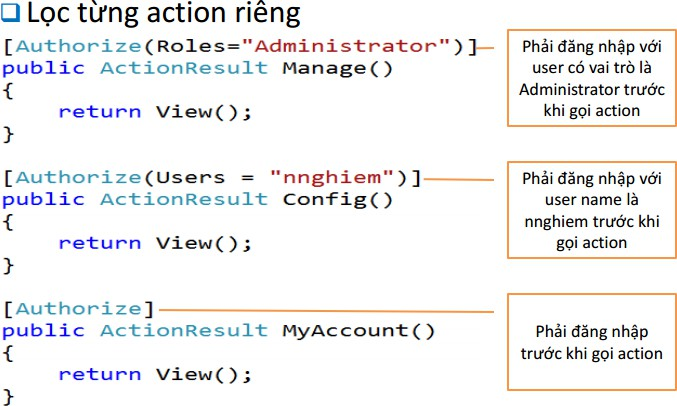 Lọc từng action riêng
[Authorize(Roles="Administrator")]
public ActionResult Manage()
{
    return View();
}
Phải đăng nhập với
user có vai trò là
Administrator trước
khi gọi action
[Authorize(Users = "nnghiem")]
public ActionResult Config()
{
    return View();
}
Phải đăng nhập với
user name là
nnghiem trước khi
gọi action
[Authorize]
public ActionResult MyAccount()
{
    return View();
}
Phải đăng nhập
trước khi gọi action